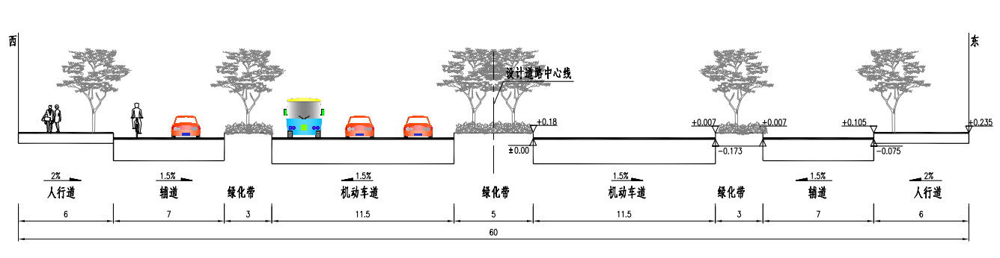 西
东
设计道路中心线
+0.18
+0.007
+0.007
+0.105
+0.235
±0.00
-0.173
-0.075
2%
1.5%
1.5%
1.5%
1.5%
2%
人行道
辅道
绿化带
机动车道
绿化带
机动车道
绿化带
辅道
人行道
6
7
3
11.5
5
11.5
3
7
6
60